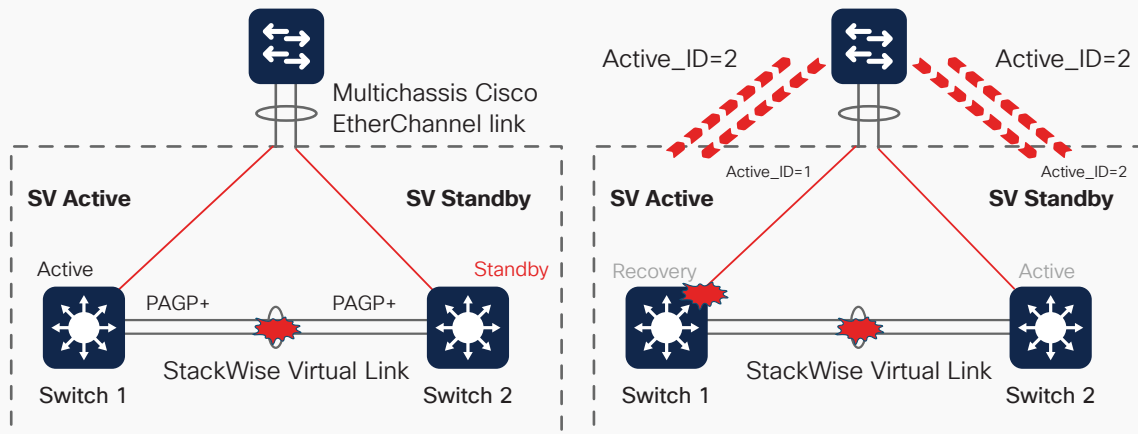 Multichassis Cisco
EtherChannel link
SV Active
SV Standby
Active
Standby
PAGP+
PAGP+
StackWise Virtual Link
Switch 1
Switch 2
Active_ID=2
Active_ID=2
Active_ID=1
Active_ID=2
SV Active
SV Standby
Recovery
Active
StackWise Virtual Link
Switch 1
Switch 2